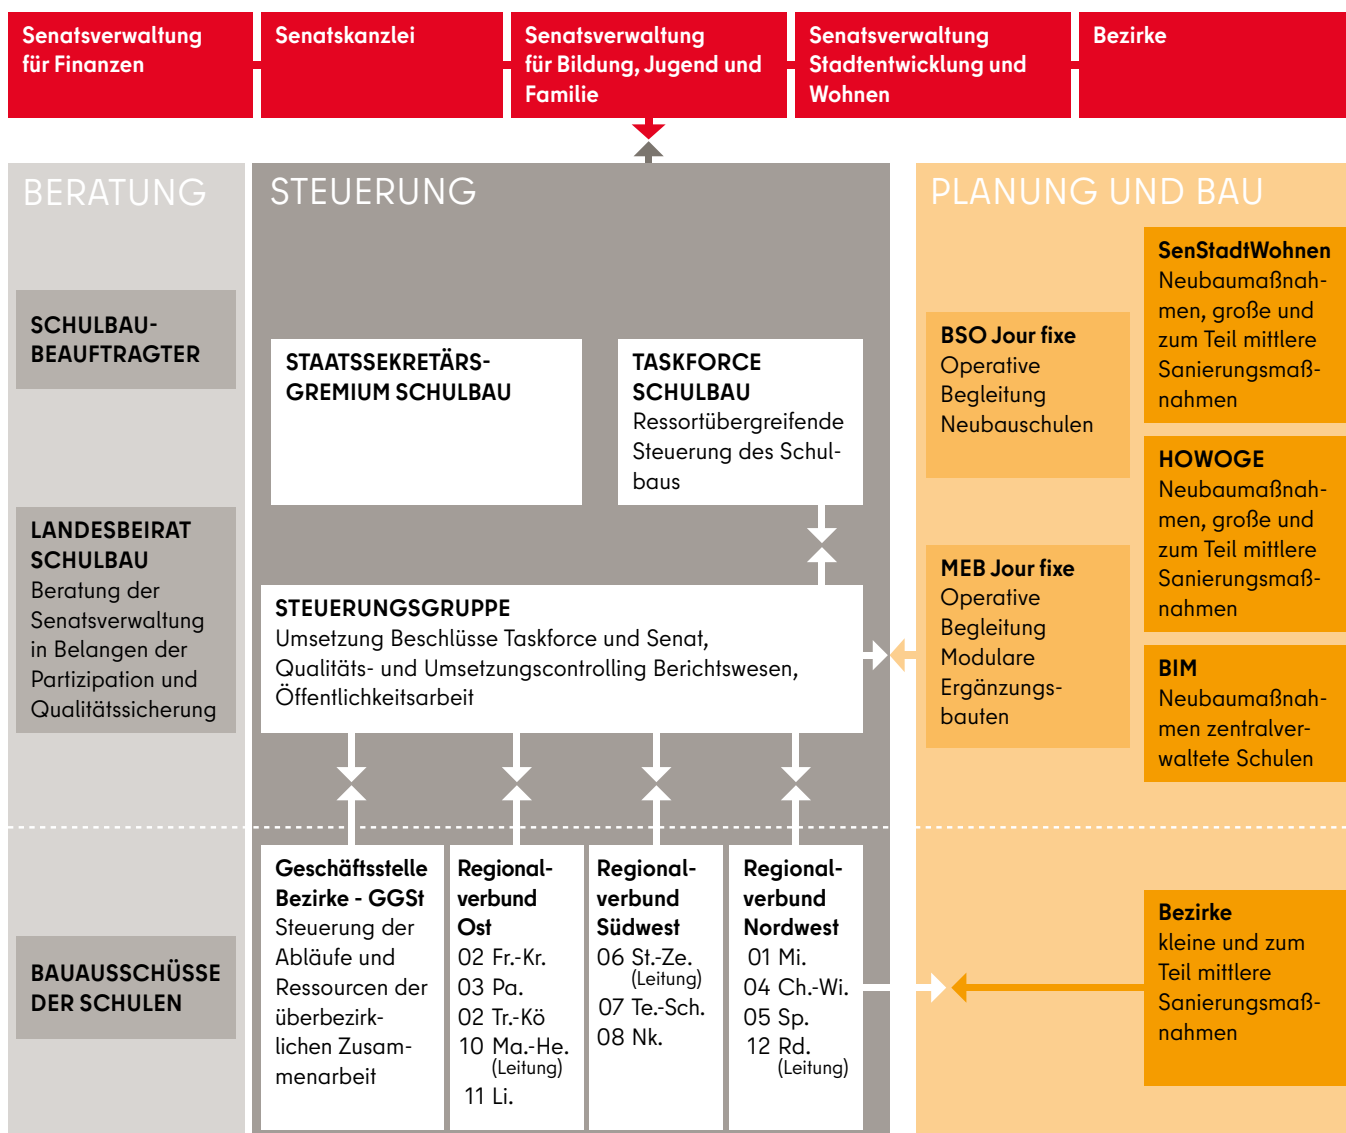 Senatsverwaltung
für Finanzen
Senatskanzlei
Senatsverwaltung
für Bildung, Jugend und
Familie
Senatsverwaltung
Stadtentwicklung und
Wohnen
Bezirke
BERATUNG
SCHULBAU-
BEAUFTRAGTER
LANDESBEIRAT
SCHULBAU
Beratung der
Senatsverwaltung
in Belangen der
Partizipation und
Qualitätssicherung
BAUAUSSCHÜSSE
DER SCHULEN
STEUERUNG
STAATSSEKRETÄRS-
GREMIUM SCHULBAU
TASKFORCE
SCHULBAU
Ressortübergreifende
Steuerung des Schul-
baus
STEUERUNGSGRUPPE
Umsetzung Beschlüsse Taskforce und Senat,
Qualitäts- und Umsetzungscontrolling Berichtswesen,
Öffentlichkeitsarbeit
Geschäftsstelle
Bezirke - GGSt
Steuerung der
Abläufe und
Ressourcen der
überbezirk-
lichen Zusam-
menarbeit
Regional-
verbund
Ost
02 Fr.-Kr.
03 Pa.
02 Tr.-Kö
10 Ma.-He.
(Leitung)
11 Li.
Regional-
verbund
Südwest
06 St.-Ze.
(Leitung)
07 Te.-Sch.
08 Nk.
Regional-
verbund
Nordwest
01 Mi.
04 Ch.-Wi.
05 Sp.
12 Rd.
(Leitung)
PLANUNG UND BAU
BSO Jour fixe
Operative
Begleitung
Neubauschulen
MEB Jour fixe
Operative
Begleitung
Modulare
Ergänzungs-
bauten
SenStadtWohnen
Neubaumaßnah-
men, große und
zum Teil mittlere
Sanierungsmaß-
nahmen
HOWOGE
Neubaumaßnah-
men, große und
zum Teil mittlere
Sanierungsmaß-
nahmen
BIM
Neubaumaßnah-
men zentralver-
waltete Schulen
Bezirke
kleine und zum
Teil mittlere
Sanierungsmaß-
nahmen